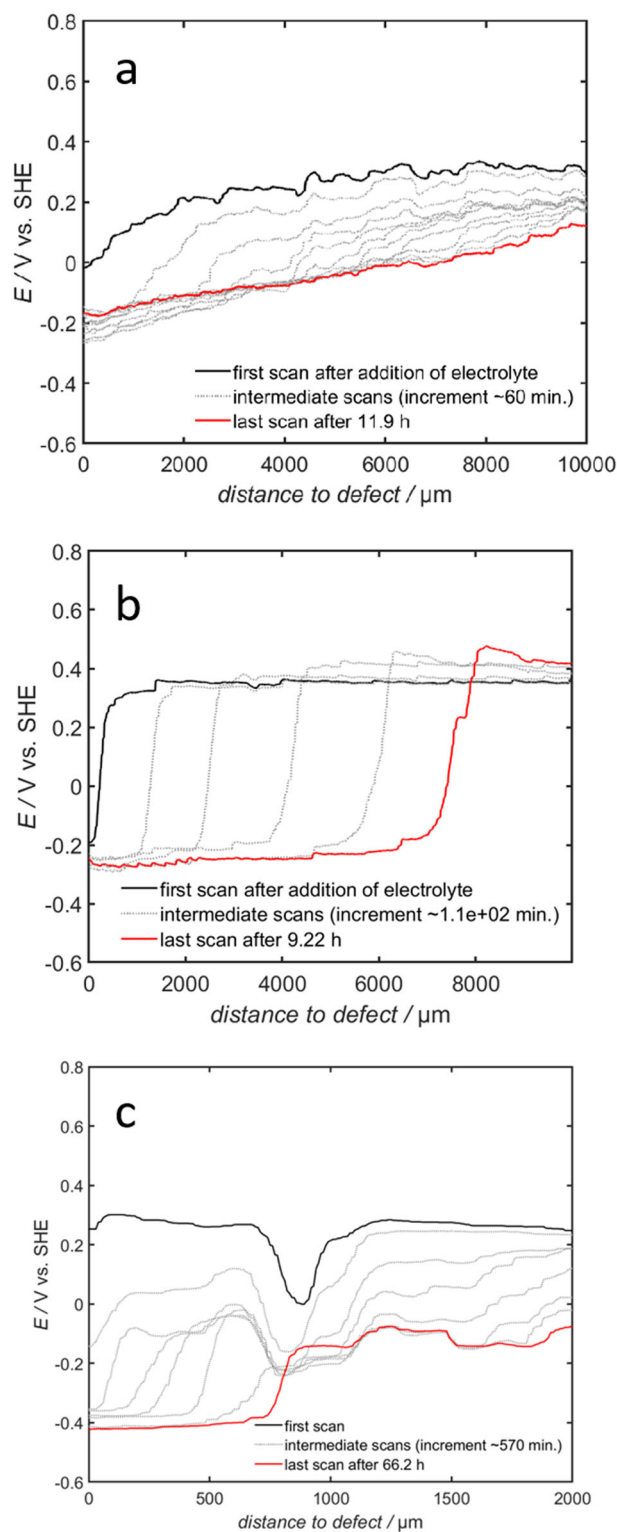 a
0.8
0.6
0.4
0.2
0
-0.2
-0.4
-0.6
E / V vs. SHE
first scan after addition of electrolyte
intermediate scans (increment ~60 min.)
last scan after 11.9 h
0 2000 4000 6000 8000 10000
distance to defect / μm
b
0.8
0.6
0.4
0.2
0
-0.2
-0.4
-0.6
E / V vs. SHE
first scan after addition of electrolyte
intermediate scans (increment ~1.1e+02 min.)
last scan after 9.22 h
0 2000 4000 6000 8000
distance to defect / μm
c
0.8
0.6
0.4
0.2
0
-0.2
-0.4
-0.6
E / V vs. SHE
first scan
intermediate scans (increment ~570 min.)
last scan after 66.2 h
0 500 1000 1500 2000
distance to defect / μm